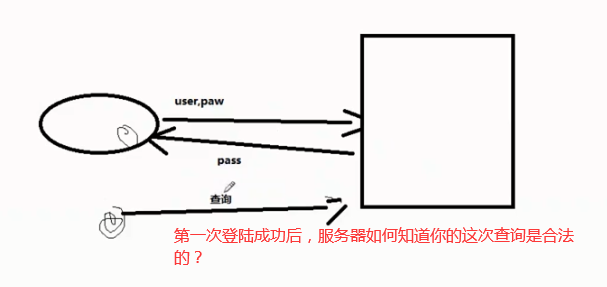 user,paw
pass
查询
第一次登陆成功后，服务器如何知道你的这次查询是合法
的？